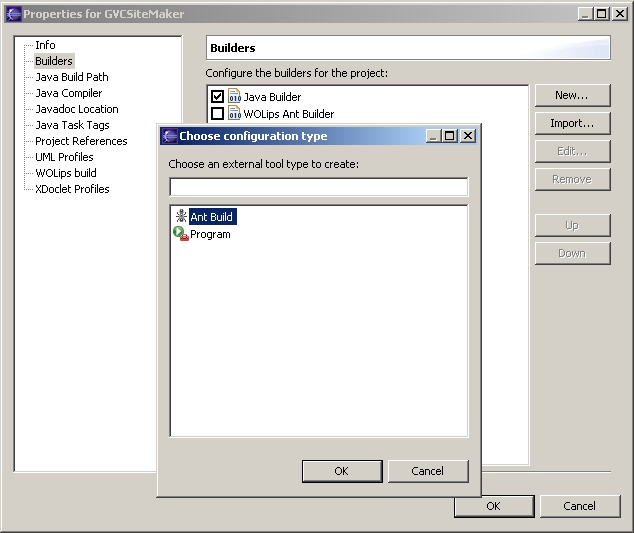 Properties for GVCSiteMaker
Info
Builders
Java Build Path
Java Compiler
Javadoc Location
Java Task Tags
Project References
UML Profiles
WOLips build
XDoclet Profiles
Builders
Configure the builders for the project:
Java Builder
WOLips Ant Builder
New...
Import...
Edit...
Remove
Up
Down
Choose configuration type
Choose an external tool type to create:
Ant Build
Program
OK
Cancel
OK
Cancel